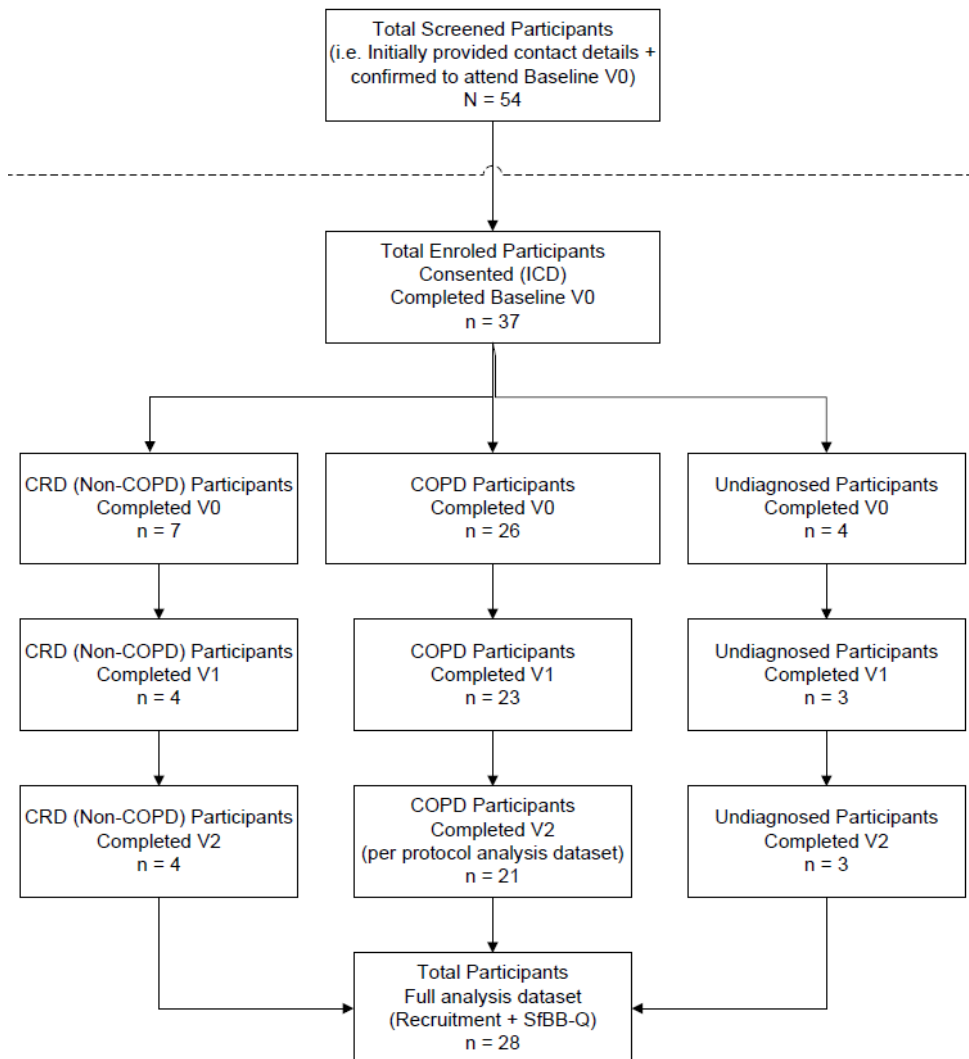 Total Screened Participants
(i.e. Initially provided contact details +
confirmed to attend Baseline V0)
N = 54
Total Enroled Participants
Consented (ICD)
Completed Baseline V0
n = 37
CRD (Non-COPD) Participants
Completed V0
n = 7
COPD Participants
Completed V0
n = 26
Undiagnosed Participants
Completed V0
n = 4
CRD (Non-COPD) Participants
Completed V1
n = 4
COPD Participants
Completed V1
n = 23
Undiagnosed Participants
Completed V1
n = 3
CRD (Non-COPD) Participants
Completed V2
n = 4
COPD Participants
Completed V2
(per protocol analysis dataset)
n = 21
Undiagnosed Participants
Completed V2
n = 3
Total Participants
Full analysis dataset
(Recruitment + SfBB-Q)
n = 28